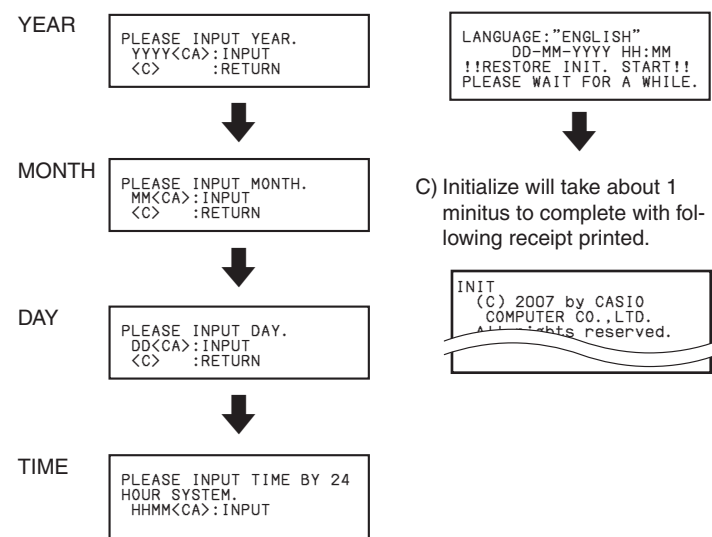 YEAR
PLEASE INPUT YEAR.
YYYY<CA>:INPUT
<C> :RETURN
MONTH
PLEASE INPUT MONTH.
MM<CA>:INPUT
<C> :RETURN
DAY
PLEASE INPUT DAY.
DD<CA>:INPUT
<C> :RETURN
TIME
PLEASE INPUT TIME BY 24
HOUR SYSTEM.
HHMM<CA>:INPUT
LANGUAGE:"ENGLISH"
DD-MM-YYYY HH:MM
!!RESTORE INIT. START!!
PLEASE WAIT FOR A WHILE.
C) Initialize will take about 1
minitus to complete with fol-
lowing receipt printed.
INIT
(C) 2007 by CASIO
COMPUTER CO.,LTD.
All rights reserved.